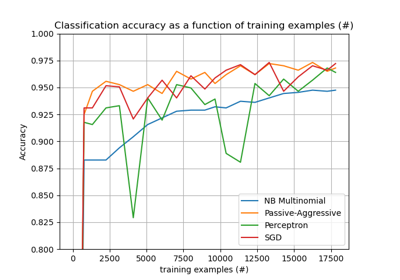 Classification accuracy as a function of training examples (#)
1.000
0.975
0.950
0.925
0.900
0.875
0.850
0.825
0.800
Accuracy
NB Multinomial
Passive-Aggressive
Perceptron
SGD
0 2500 5000 7500 10000 12500 15000 17500
training examples (#)